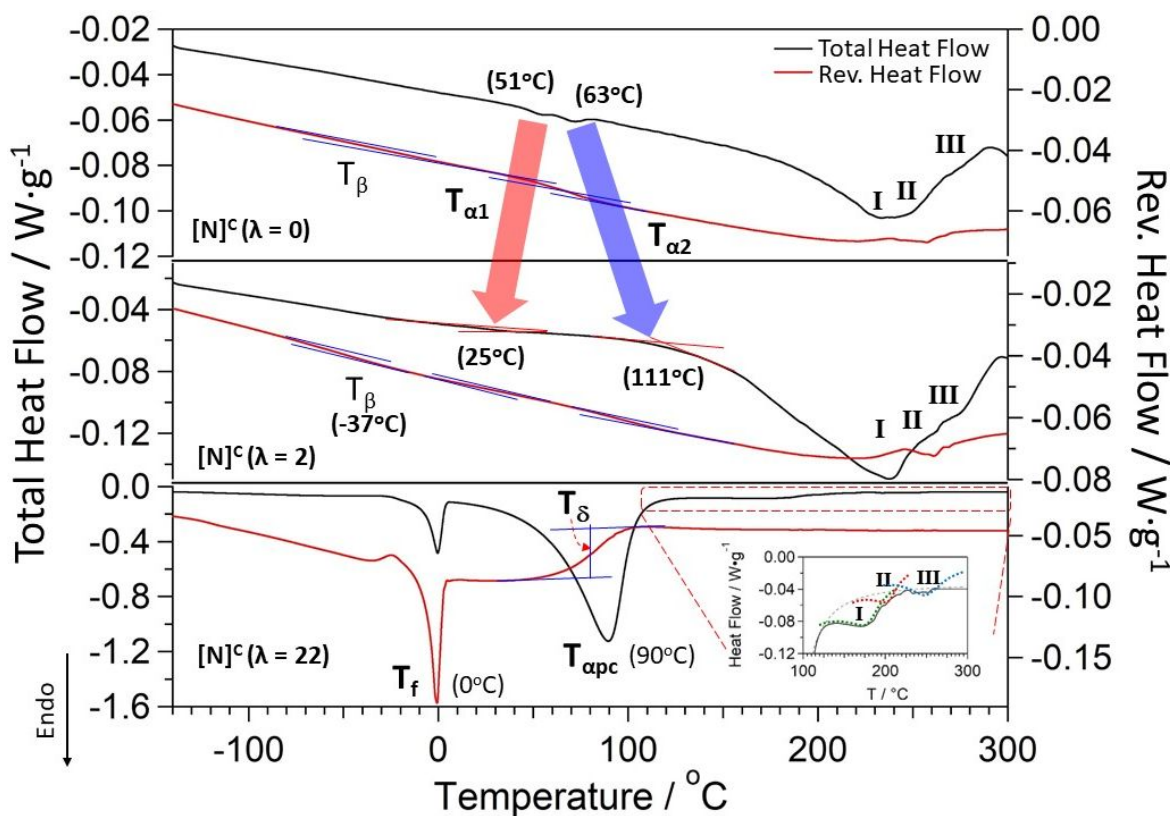 Total Heat Flow / W·g⁻¹
Rev. Heat Flow / W·g⁻¹
-0.02
-0.04
-0.06
-0.08
-0.10
-0.12
0.00
-0.02
-0.04
-0.06
Total Heat Flow
Rev. Heat Flow
(51°C)
(63°C)
Tβ
Tα1
Tα2
I
II
III
[N]ᶜ (λ = 0)
-0.04
-0.08
-0.12
-0.04
-0.06
-0.08
(25°C)
(111°C)
Tβ
(-37°C)
I
II
III
[N]ᶜ (λ = 2)
0.0
-0.4
-0.8
-1.2
-1.6
-0.05
-0.10
-0.15
Tδ
[N]ᶜ (λ = 22)
Tf
(0°C)
Tαpc
(90°C)
Heat Flow / W·g⁻¹
0.00
-0.04
-0.08
-0.12
I
II
III
100
200
300
T / °C
Endo
-100
0
100
200
300
Temperature / °C